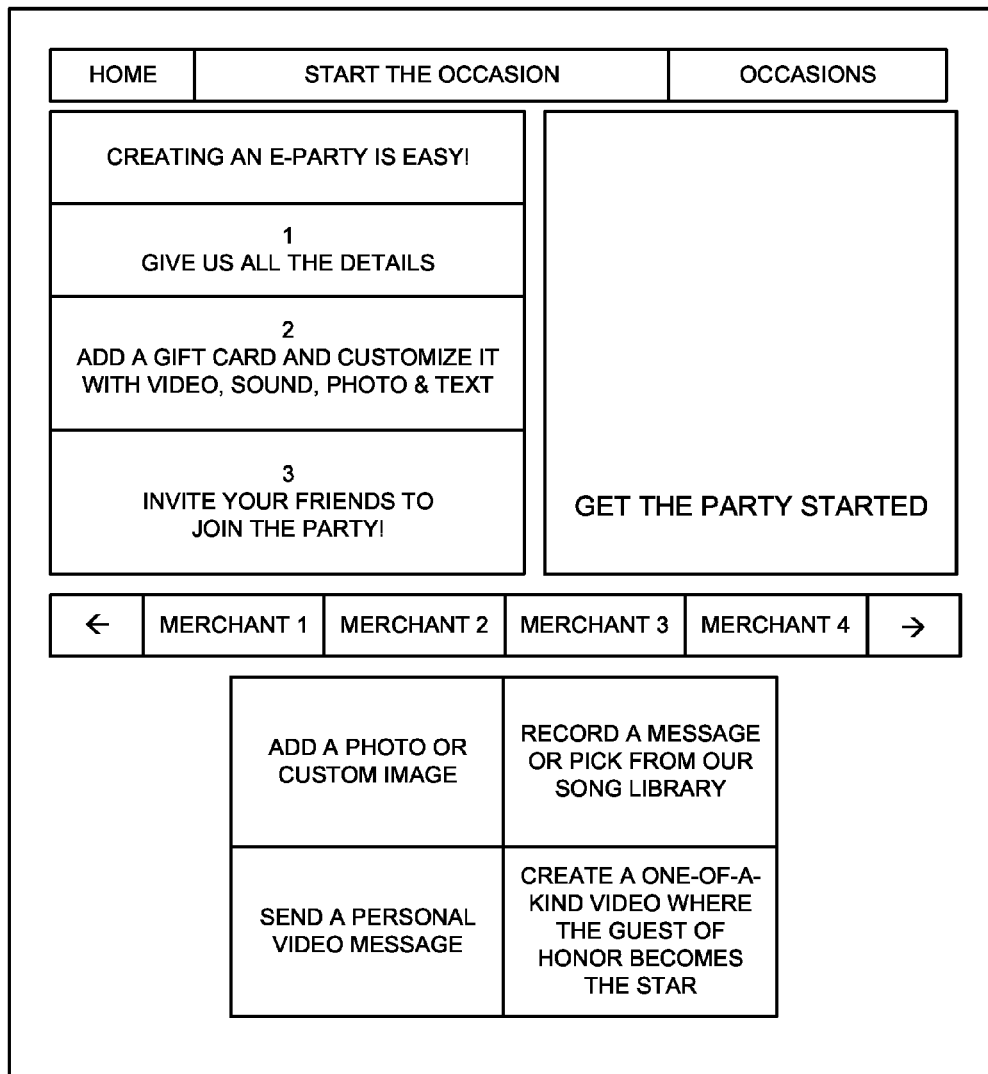 HOME START THE OCCASION OCCASIONS
CREATING AN E-PARTY IS EASY!
1
GIVE US ALL THE DETAILS
2
ADD A GIFT CARD AND CUSTOMIZE IT
WITH VIDEO, SOUND, PHOTO & TEXT
3
INVITE YOUR FRIENDS TO
JOIN THE PARTY!
GET THE PARTY STARTED
← MERCHANT 1 MERCHANT 2 MERCHANT 3 MERCHANT 4 →
ADD A PHOTO OR
CUSTOM IMAGE
RECORD A MESSAGE
OR PICK FROM OUR
SONG LIBRARY
SEND A PERSONAL
VIDEO MESSAGE
CREATE A ONE-OF-A-
KIND VIDEO WHERE
THE GUEST OF
HONOR BECOMES
THE STAR